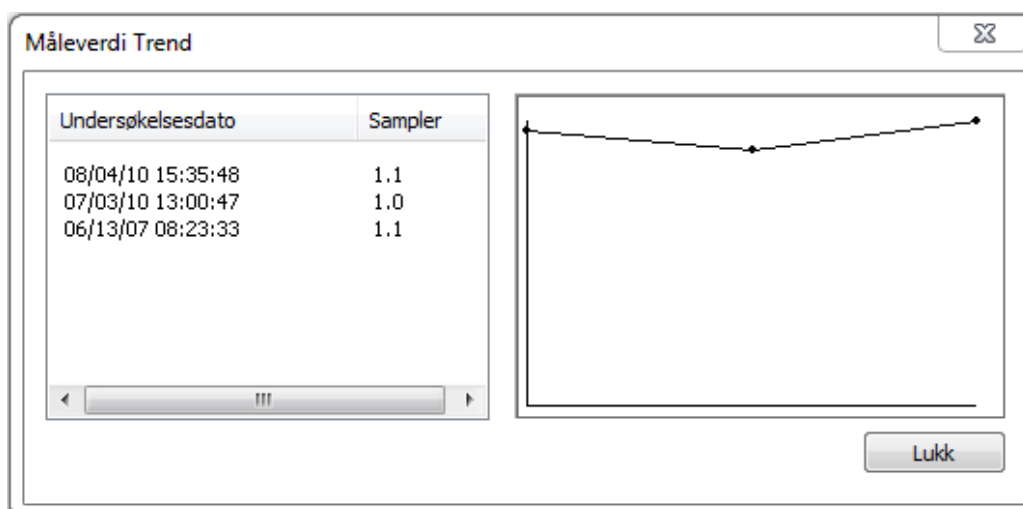 Måleverdi Trend
Undersøkelsesdato Sampler
08/04/10 15:35:48 1.1
07/03/10 13:00:47 1.0
06/13/07 08:23:33 1.1
Lukk